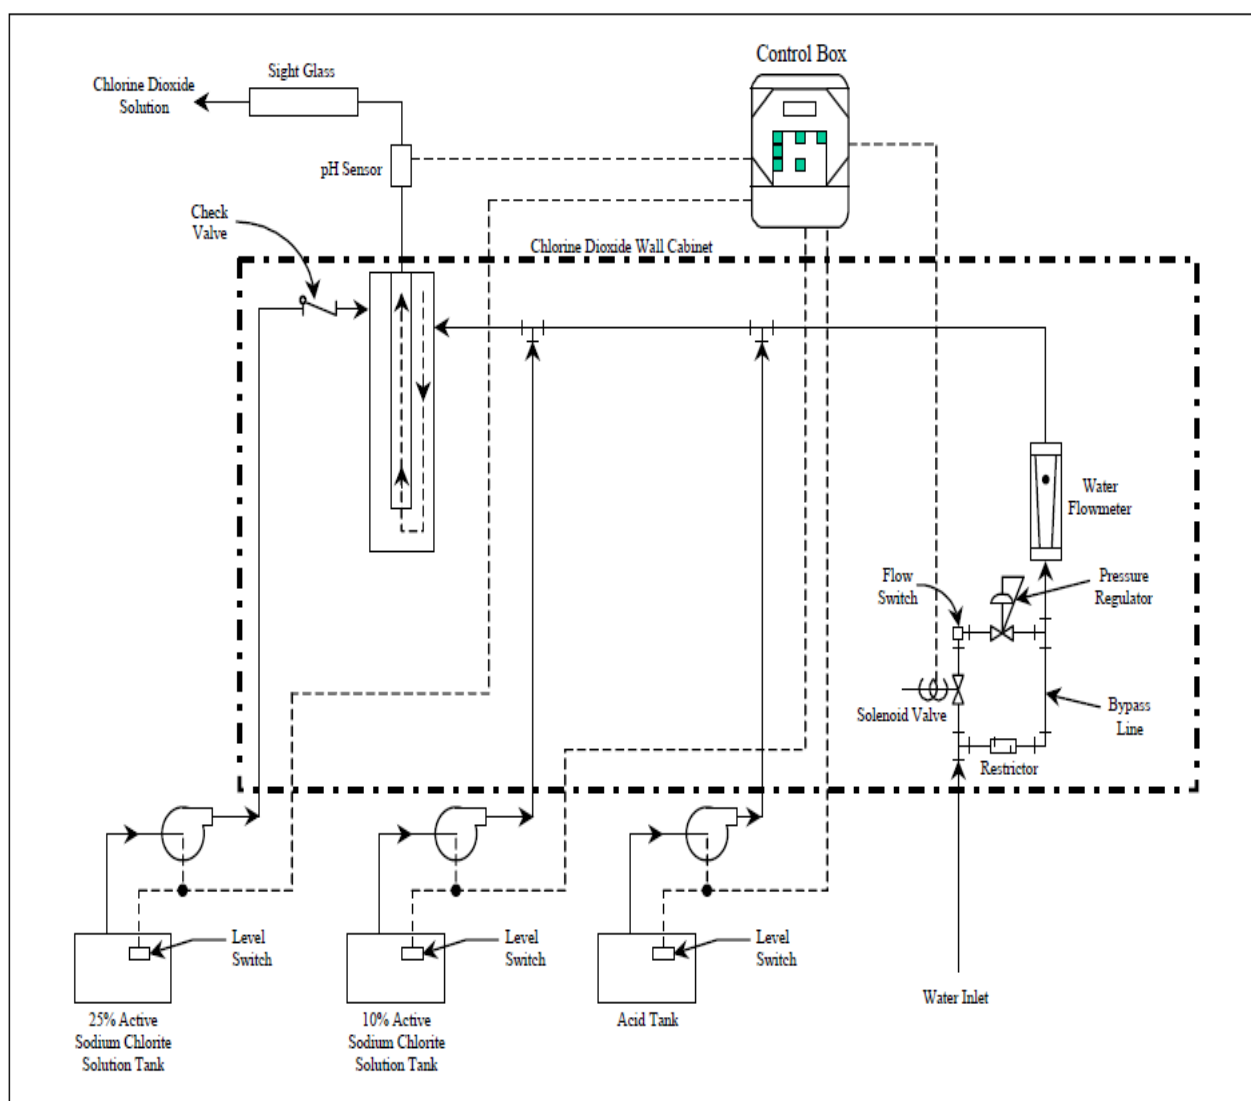 Control Box
Sight Glass
Chlorine Dioxide
Solution
pH Sensor
Check
Valve
Chlorine Dioxide Wall Cabinet
Water
Flowmeter
Flow
Switch
Pressure
Regulator
Solenoid Valve
Bypass
Line
Restrictor
Level
Switch
Level
Switch
Level
Switch
Water Inlet
25% Active
Sodium Chlorite
Solution Tank
10% Active
Sodium Chlorite
Solution Tank
Acid Tank